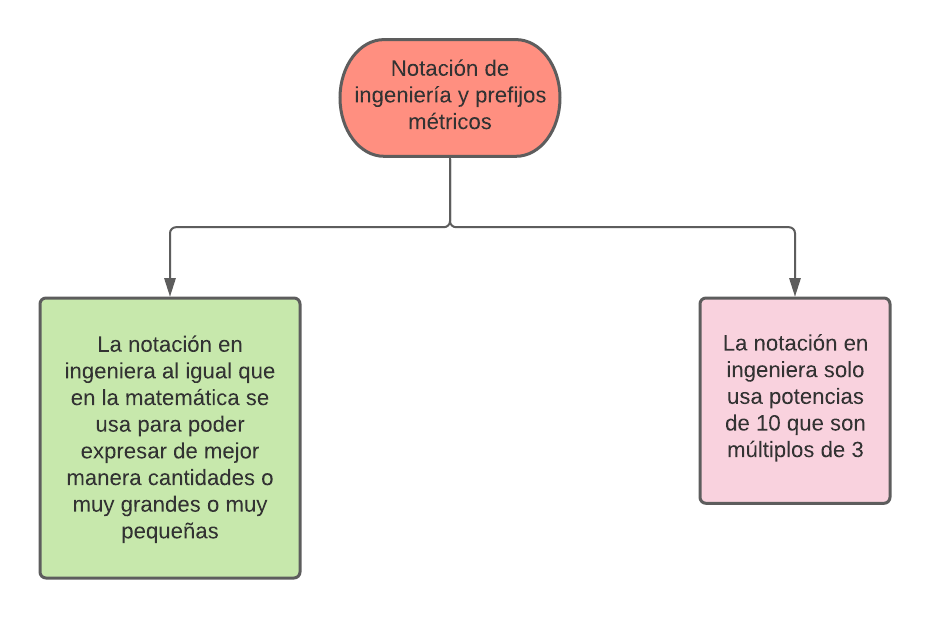 Notación de
ingeniería y prefijos
métricos
La notación en
ingeniera al igual que
en la matemática se
usa para poder
expresar de mejor
manera cantidades o
muy grandes o muy
pequeñas
La notación en
ingeniera solo
usa potencias
de 10 que son
múltiplos de 3